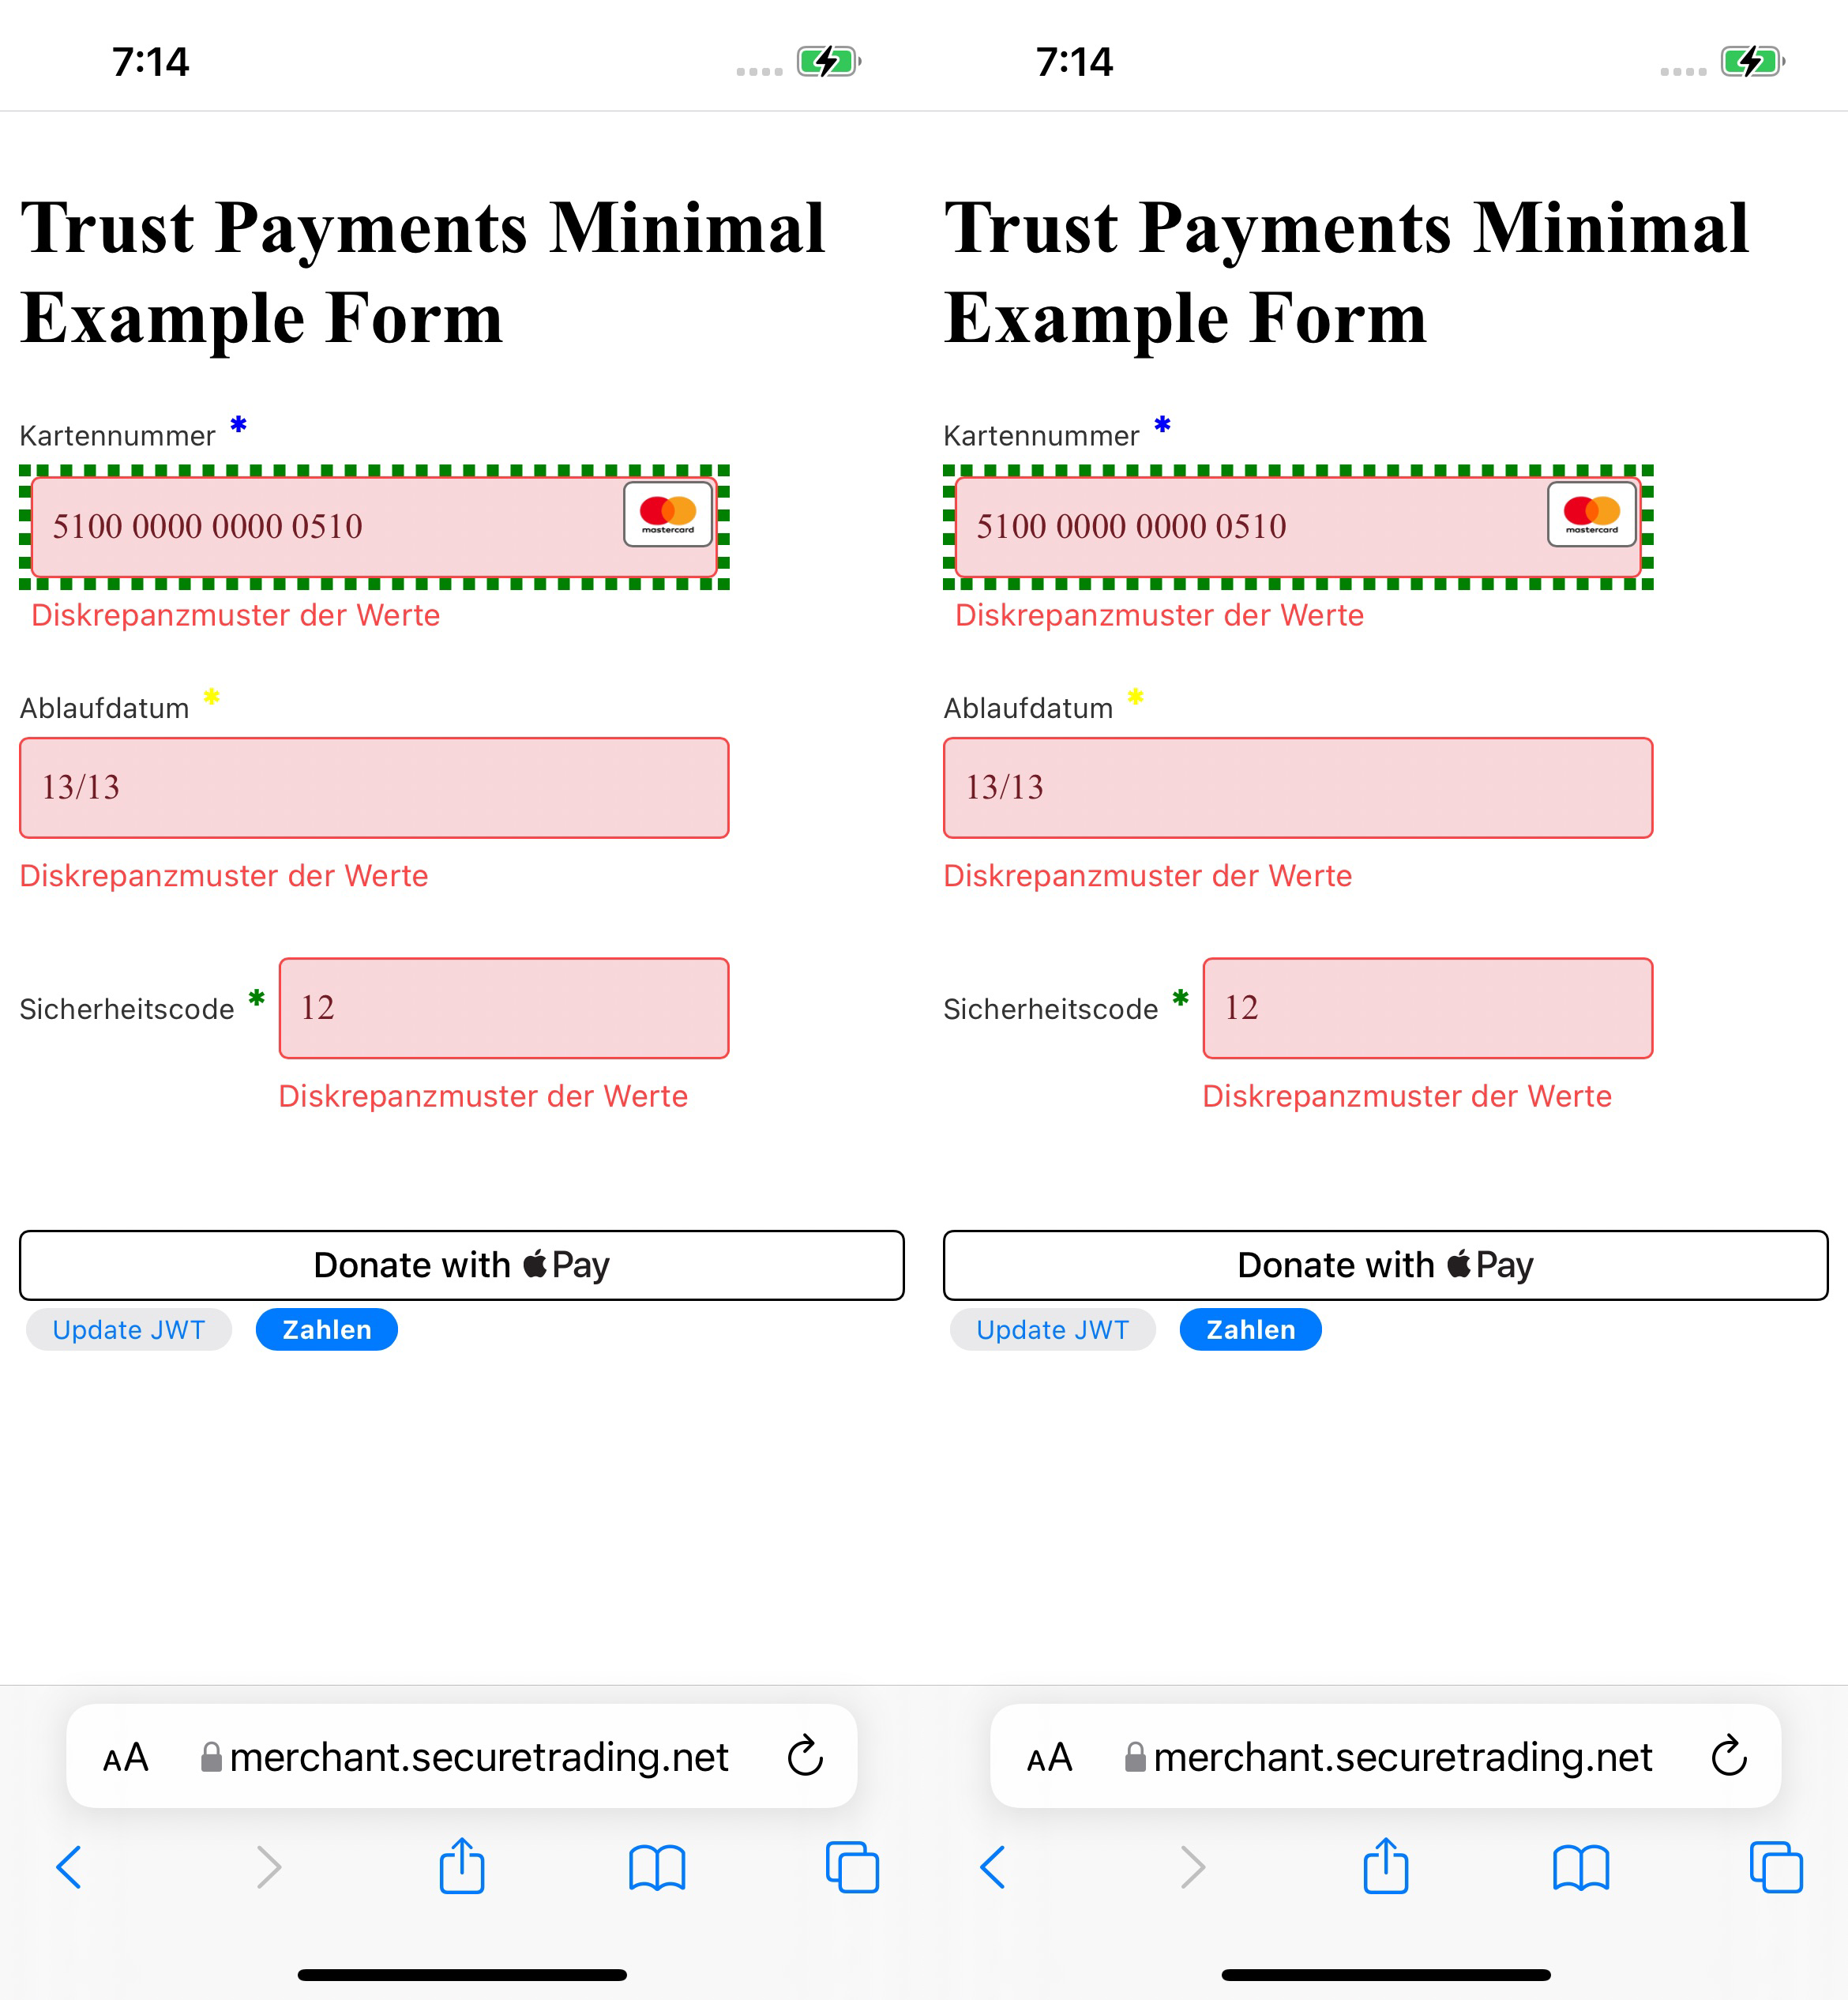 7:14
Trust Payments Minimal
Example Form
Kartennummer *
5100 0000 0000 0510
mastercard
Diskrepanzmuster der Werte
Ablaufdatum *
13/13
Diskrepanzmuster der Werte
Sicherheitscode *
12
Diskrepanzmuster der Werte
Donate with Pay
Update JWT
Zahlen
AA
merchant.securetrading.net
7:14
Trust Payments Minimal
Example Form
Kartennummer *
5100 0000 0000 0510
mastercard
Diskrepanzmuster der Werte
Ablaufdatum *
13/13
Diskrepanzmuster der Werte
Sicherheitscode *
12
Diskrepanzmuster der Werte
Donate with Pay
Update JWT
Zahlen
AA
merchant.securetrading.net